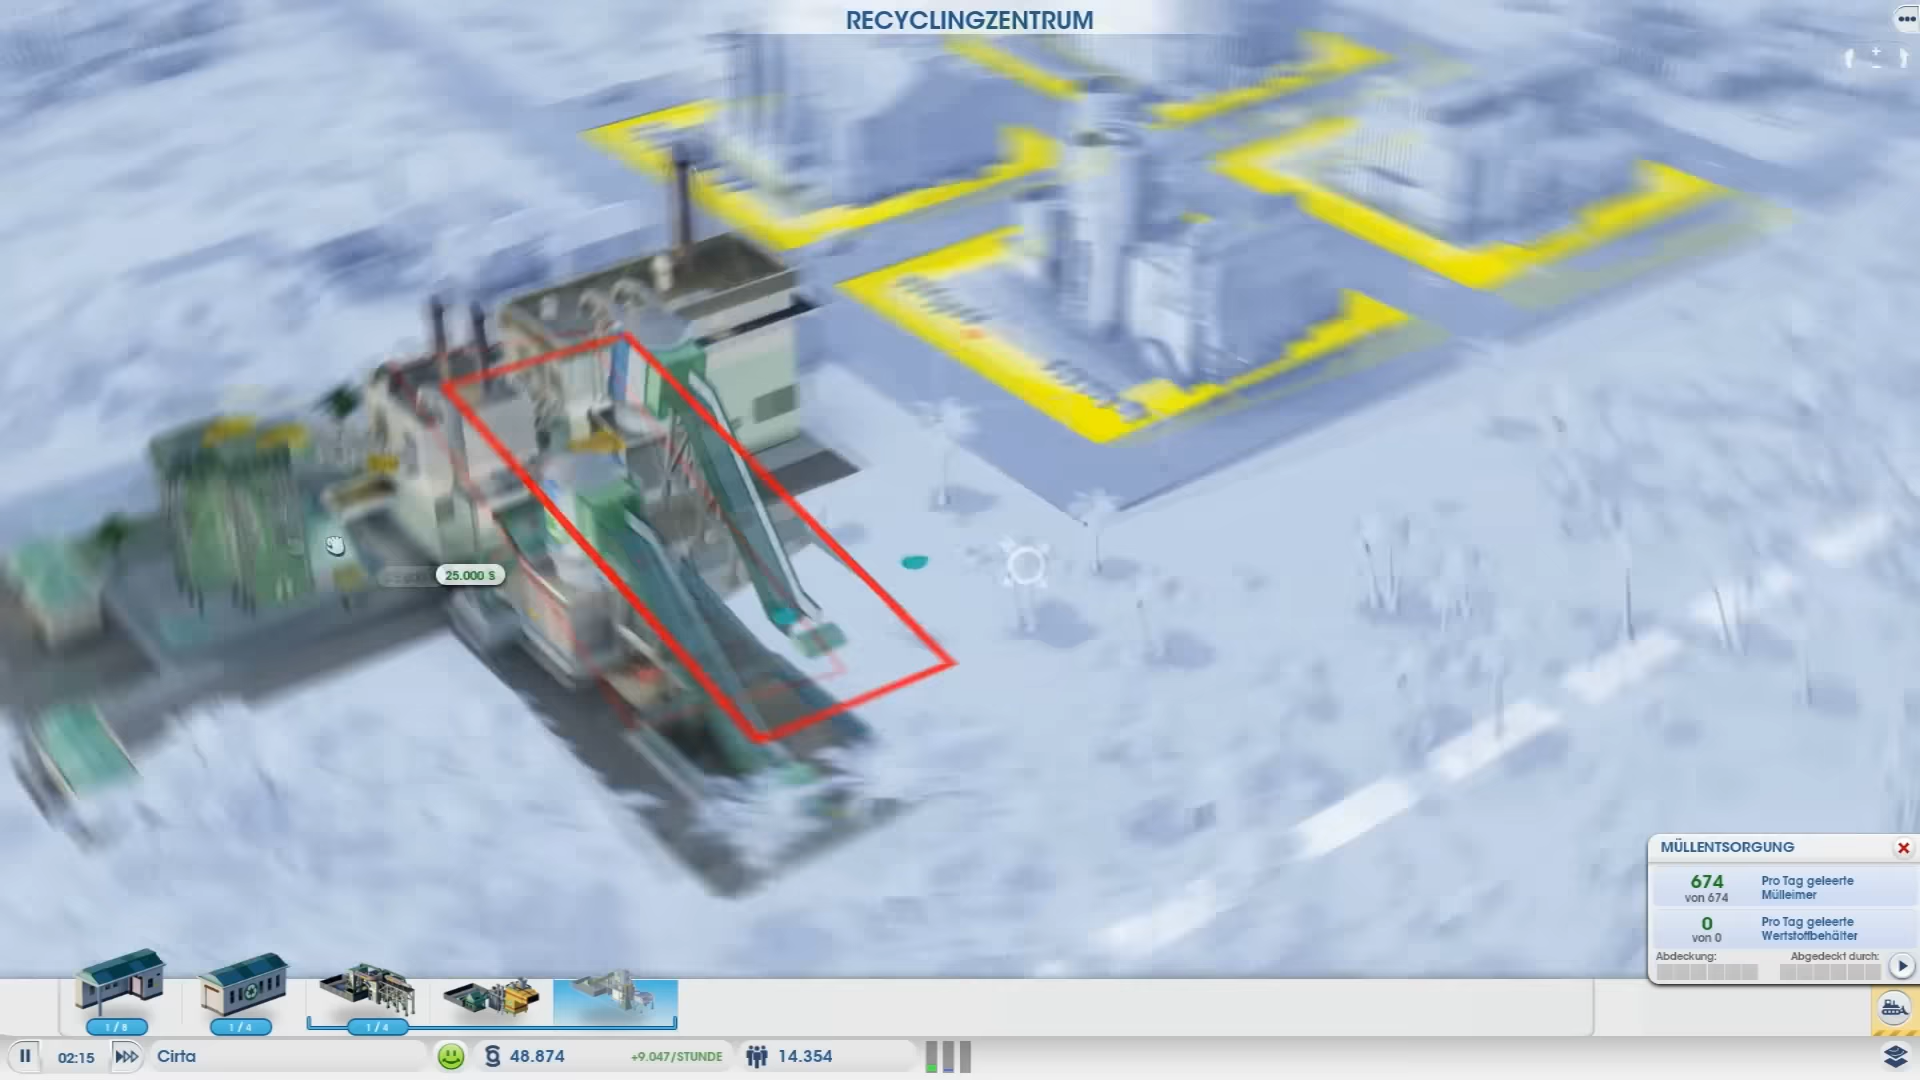 RECYCLINGZENTRUM
25.000 $
MÜLLENTSORGUNG
674
von 674
Pro Tag geleerte
Mülleimer
0
von 0
Pro Tag geleerte
Wertstoffbehälter
Abdeckung:
Abgedeckt durch:
1 / 8
1 / 4
1 / 4
02:15
Cirta
48.874
+9.047/STUNDE
14.354